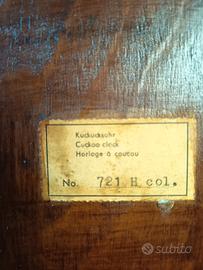 Kuckucksuhr
Cuckoo clock
Horloge à coucou
No. 721 H col.
subito